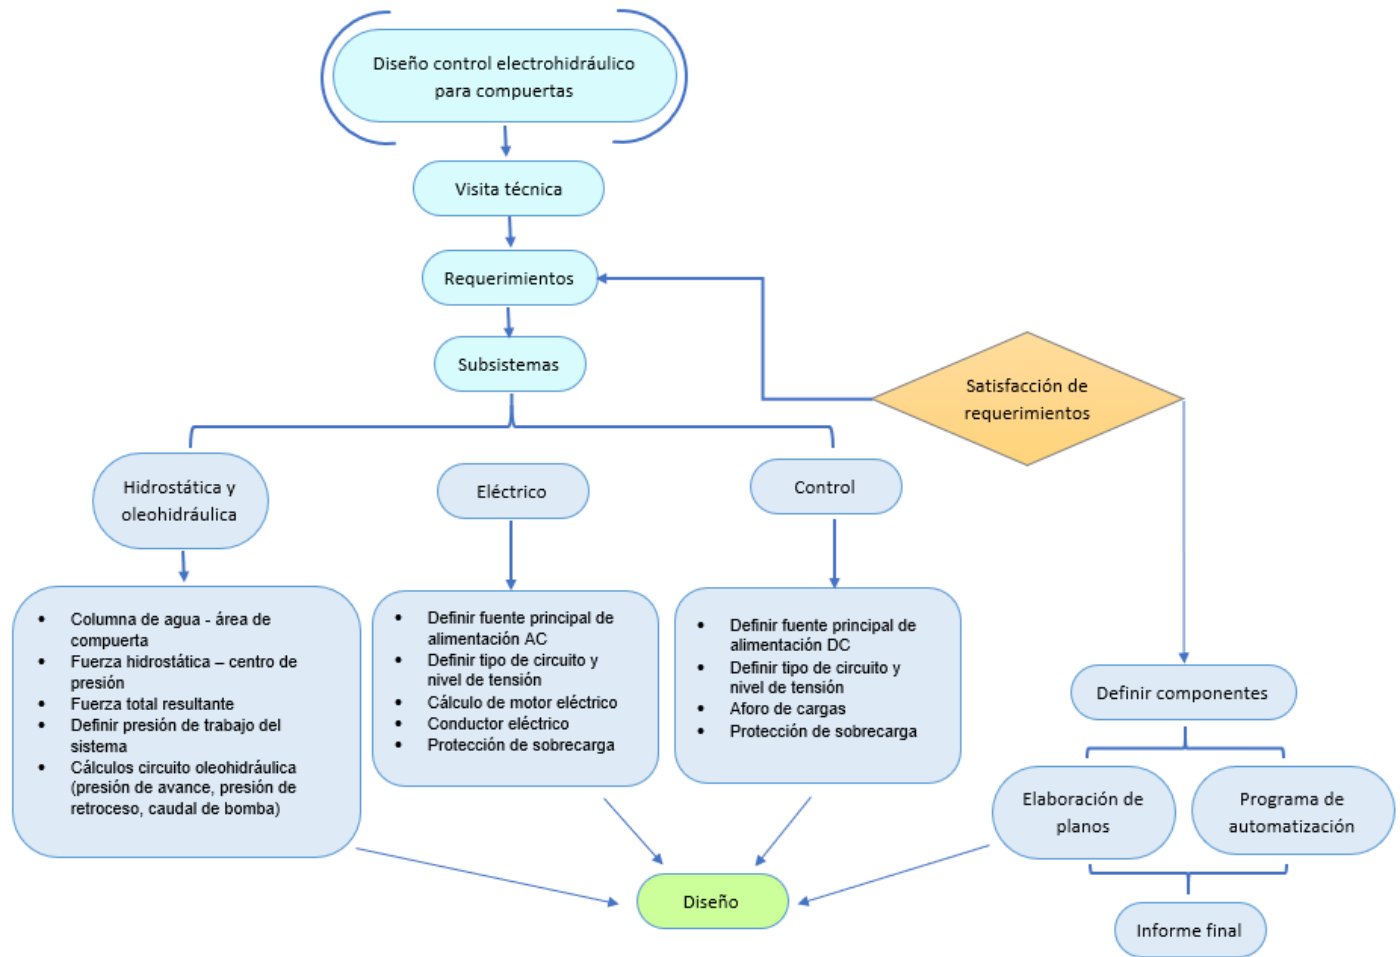 Diseño control electrohidráulico
para compuertas
Visita técnica
Requerimientos
Subsistemas
Satisfacción de
requerimientos
Hidrostática y
oleohidráulica
Eléctrico
Control
• Columna de agua - área de
compuerta
• Fuerza hidrostática – centro de
presión
• Fuerza total resultante
• Definir presión de trabajo del
sistema
• Cálculos circuito oleohidráulica
(presión de avance, presión de
retroceso, caudal de bomba)
• Definir fuente principal de
alimentación AC
• Definir tipo de circuito y
nivel de tensión
• Cálculo de motor eléctrico
• Conductor eléctrico
• Protección de sobrecarga
• Definir fuente principal de
alimentación DC
• Definir tipo de circuito y
nivel de tensión
• Aforo de cargas
• Protección de sobrecarga
Definir componentes
Elaboración de
planos
Programa de
automatización
Diseño
Informe final